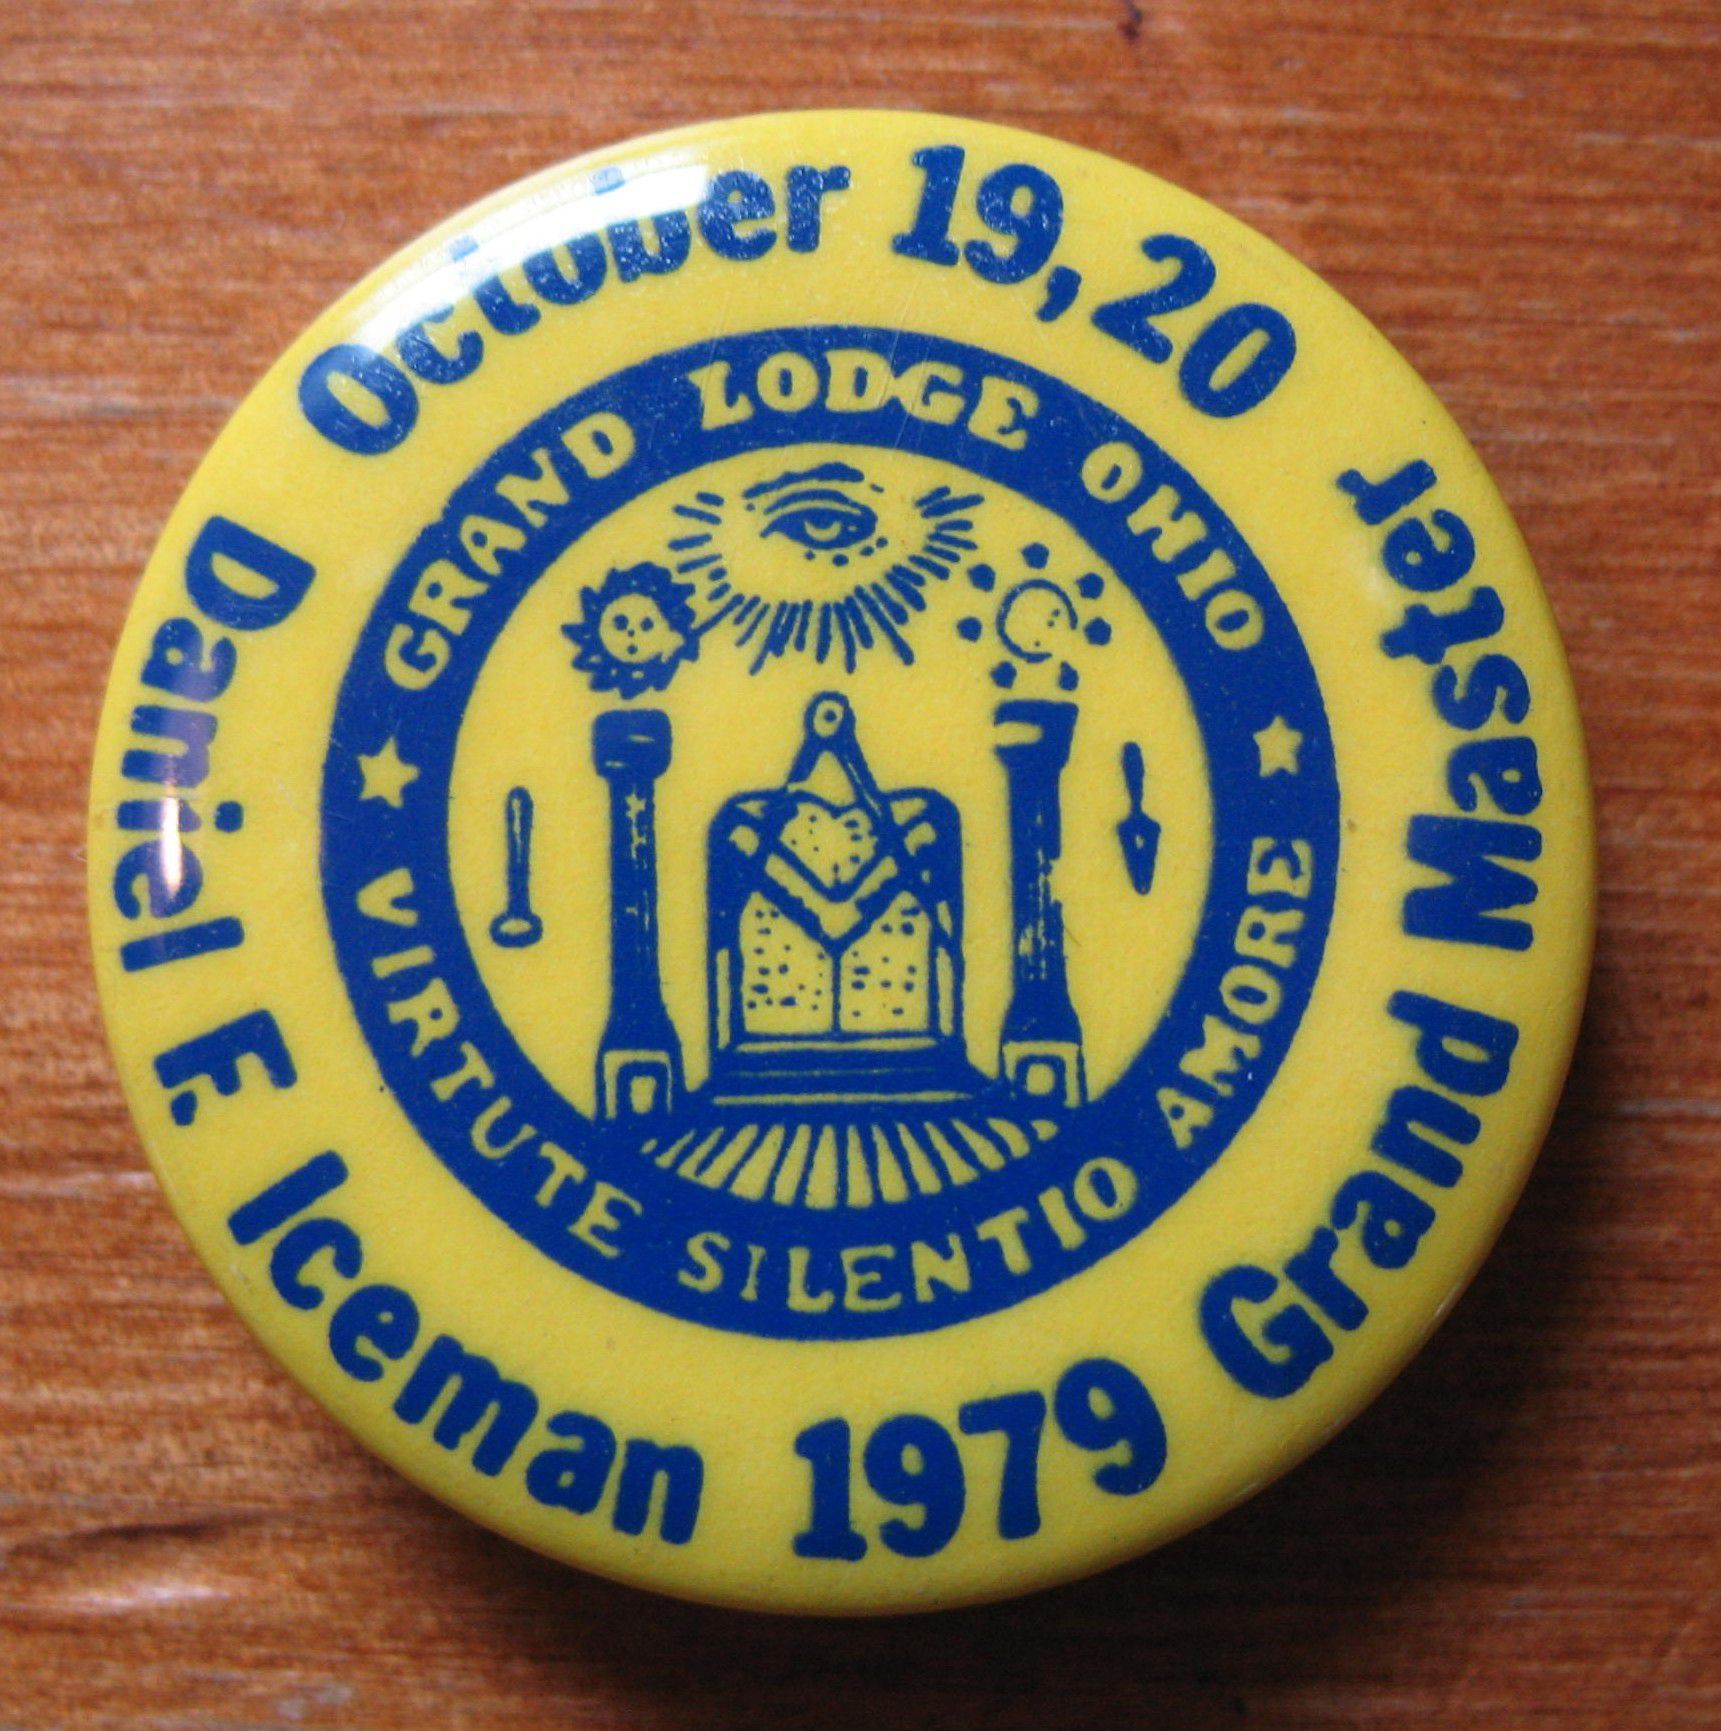 October 19, 20
Grand Master
Daniel F. Iceman 1979
GRAND LODGE OHIO
VIRTUTE SILENTIO AMORE